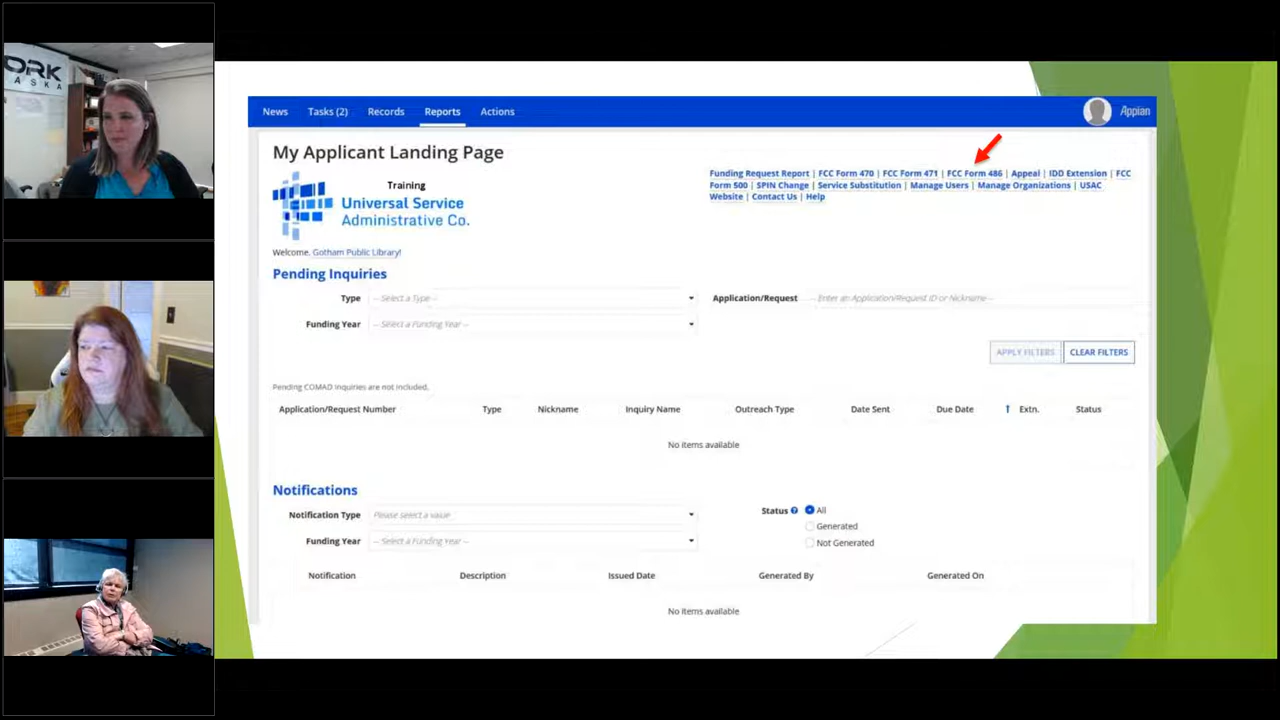 ORK
ASKA
News Tasks (2) Records Reports Actions Appian
My Applicant Landing Page
Training
Universal Service
Administrative Co.
Funding Request Report | FCC Form 470 | FCC Form 471 | FCC Form 486 | Appeal | IDD Extension | FCC
Form 500 | SPIN Change | Service Substitution | Manage Users | Manage Organizations | USAC
Website | Contact Us | Help
Welcome, Gotham Public Library!
Pending Inquiries
Type -- Select a Type -- Application/Request -- Enter an Application/Request ID or Nickname --
Funding Year -- Select a Funding Year --
APPLY FILTERS CLEAR FILTERS
Pending COMAD Inquiries are not included.
Application/Request Number Type Nickname Inquiry Name Outreach Type Date Sent Due Date Extn. Status
No items available
Notifications
Notification Type Please select a value Status All
Generated
Funding Year -- Select a Funding Year -- Not Generated
Notification Description Issued Date Generated By Generated On
No items available